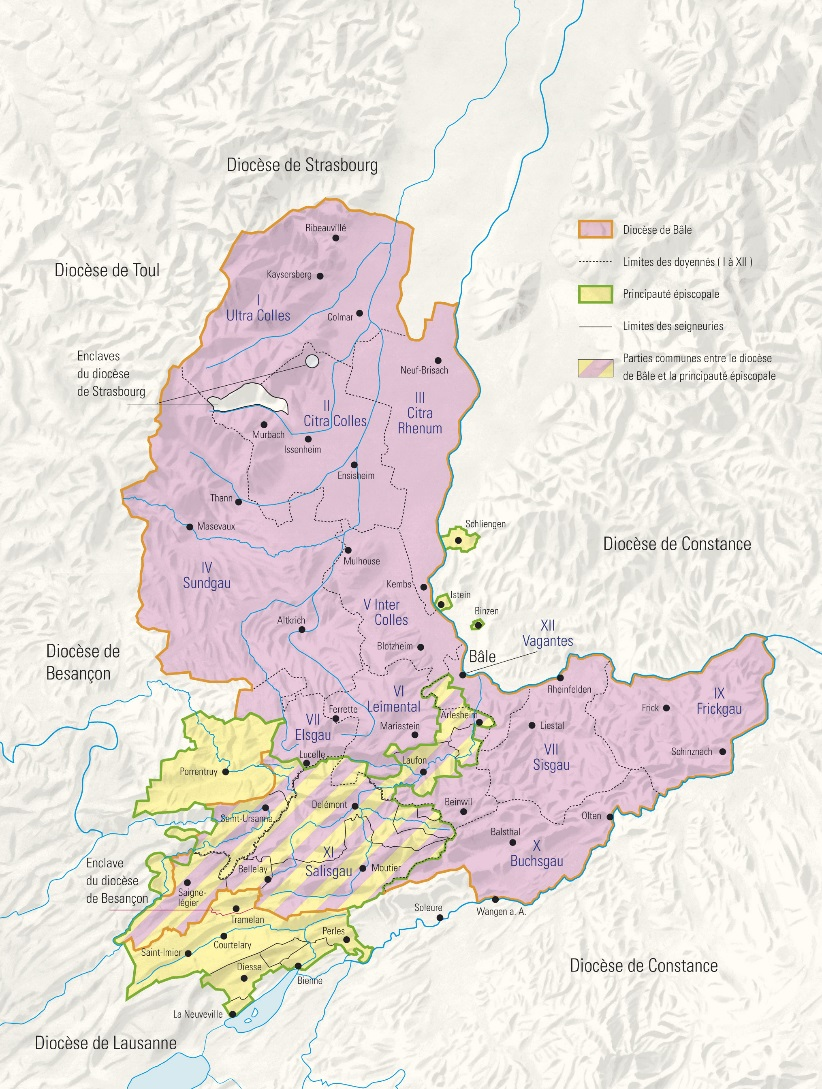 Diocèse de Strasbourg
Ribeauvillé
Diocèse de Bâle
Diocèse de Toul
Limites des doyennés ( I à XII )
Kaysersberg
Principauté épiscopale
I
Ultra Colles
Colmar
Limites des seigneuries
Enclaves
du diocèse
de Strasbourg
Neuf-Brisach
Parties communes entre le diocèse
de Bâle et la principauté épiscopale
II
Citra Colles
III
Citra
Rhenum
Murbach
Issenheim
Ensisheim
Thann
Masevaux
Schliengen
Diocèse de Constance
Mulhouse
IV
Sundgau
Kembs
Istein
V Inter
Colles
Binzen
Altkrich
XII
Vagantes
Blotzheim
Diocèse de
Besançon
Bâle
Rheinfelden
VI
Leimental
IX
Frickgau
Ferrette
Arlesheim
Frick
VII
Elsgau
Mariastein
Liestal
VII
Sisgau
Schinznach
Lucelle
Laufon
Porrentruy
Delémont
Beinwil
Saint-Ursanne
Olten
Balsthal
XI
Salisgau
X
Buchsgau
Enclave
du diocèse
de Besançon
Bellelay
Moutier
Saigne-
légier
Soleure
Wangen a. A.
Tramelan
Perles
Courtelary
Saint-Imier
Diesse
Bienne
Diocèse de Constance
La Neuveville
Diocèse de Lausanne